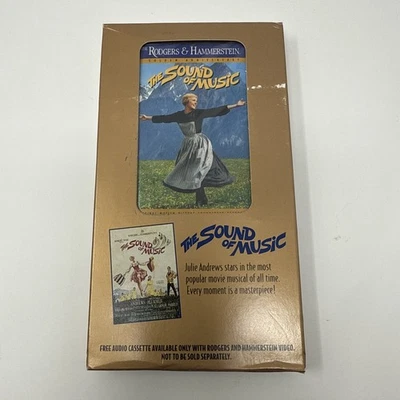 RODGERS & HAMMERSTEIN
GOLDEN ANNIVERSARY
THE SOUND
OF MUSIC
THE SOUND
OF MUSIC
THE SOUND
OF MUSIC
Julie Andrews stars in the most
popular movie musical of all time.
Every moment is a masterpiece!
FREE AUDIO CASSETTE AVAILABLE ONLY WITH RODGERS AND HAMMERSTEIN VIDEO.
NOT TO BE SOLD SEPARATELY.